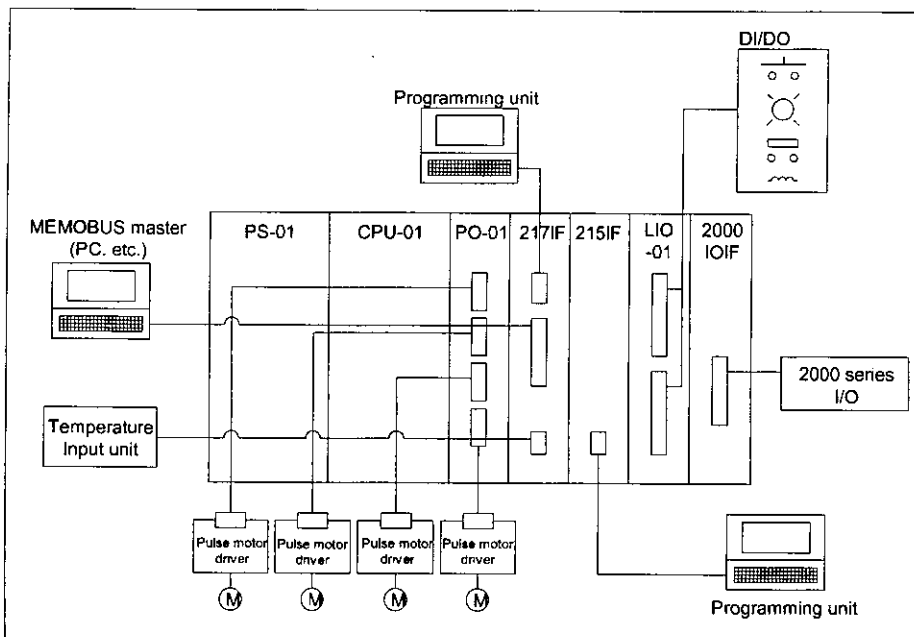 DI/DO
Programming unit
MEMOBUS master
(PC. etc.)
PS-01
CPU-01
PO-01
217IF
215IF
LIO
-01
2000
IOIF
2000 series
I/O
Temperature
Input unit
Pulse motor
driver
Pulse motor
driver
Pulse motor
driver
Pulse motor
driver
M
M
M
M
Programming unit